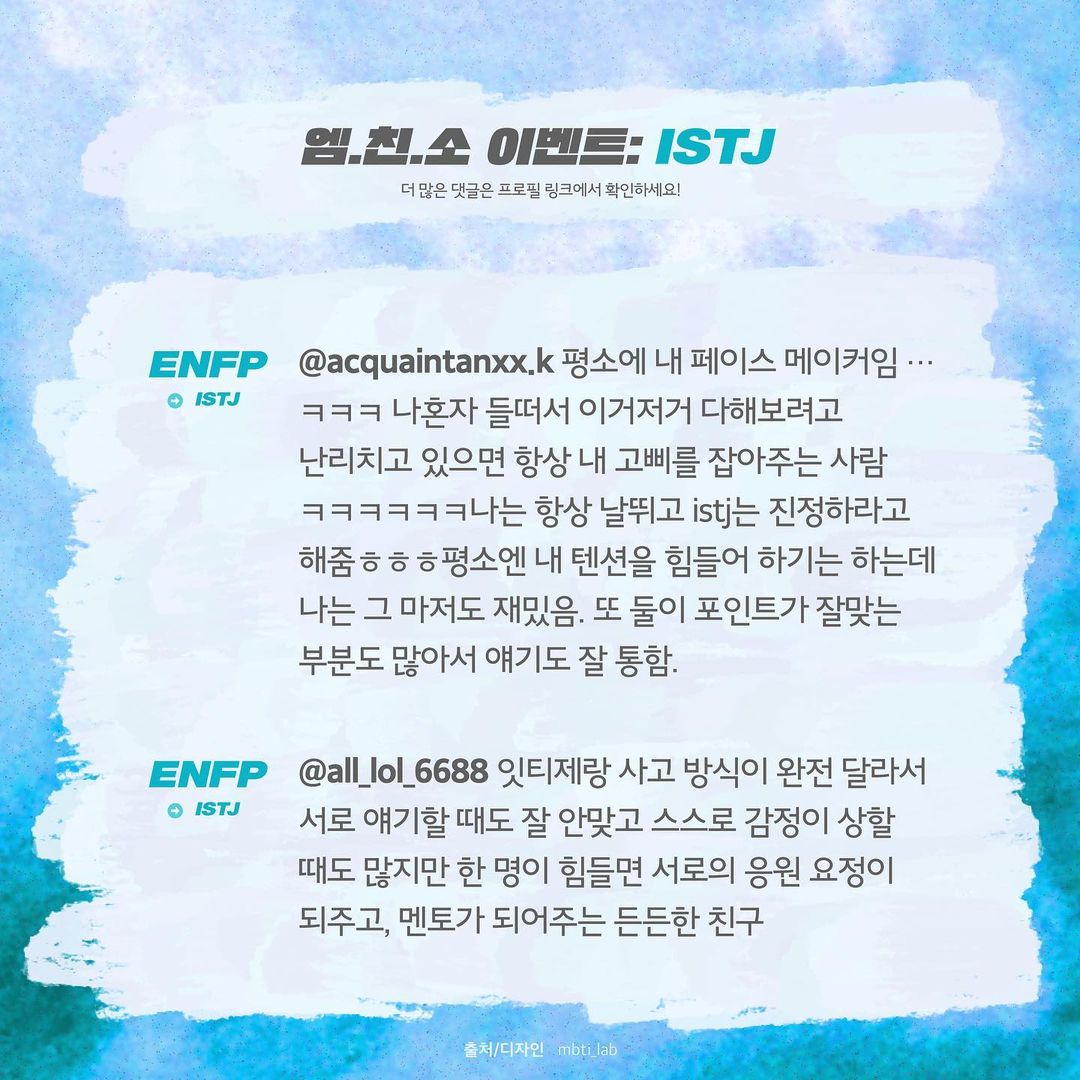 엠.친.소 이벤트: ISTJ
더 많은 댓글은 프로필 링크에서 확인하세요!
ENFP
ISTJ
@acquaintanxx.k 평소에 내 페이스 메이커임 …
ㅋㅋㅋ 나혼자 들떠서 이거저거 다해보려고
난리치고 있으면 항상 내 고삐를 잡아주는 사람
ㅋㅋㅋㅋㅋㅋ나는 항상 날뛰고 istj는 진정하라고
해줌ㅎㅎㅎ평소엔 내 텐션을 힘들어 하기는 하는데
나는 그 마저도 재밌음. 또 둘이 포인트가 잘맞는
부분도 많아서 얘기도 잘 통함.
ENFP
ISTJ
@all_lol_6688 잇티제랑 사고 방식이 완전 달라서
서로 얘기할 때도 잘 안맞고 스스로 감정이 상할
때도 많지만 한 명이 힘들면 서로의 응원 요정이
되주고, 멘토가 되어주는 든든한 친구
출처/디자인 mbti_lab